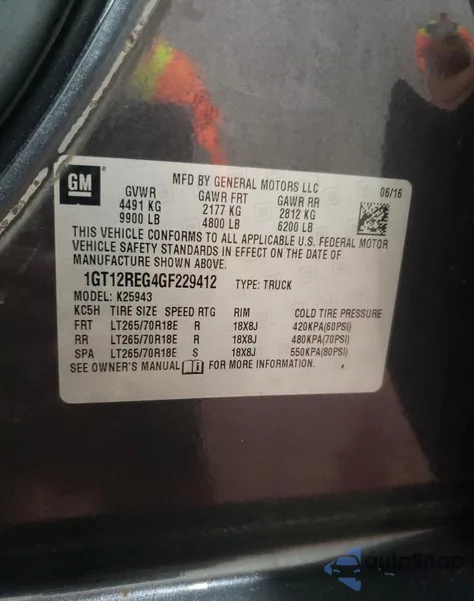 GM
MFD BY GENERAL MOTORS LLC
06/16
GVWR GAWR FRT GAWR RR
4491 KG 2177 KG 2812 KG
9900 LB 4800 LB 6200 LB
THIS VEHICLE CONFORMS TO ALL APPLICABLE U.S. FEDERAL MOTOR
VEHICLE SAFETY STANDARDS IN EFFECT ON THE DATE OF
MANUFACTURE SHOWN ABOVE.
1GT12REG4GF229412 TYPE: TRUCK
MODEL: K25943
KC5H TIRE SIZE SPEED RIM COLD TIRE PRESSURE
FRT LT265/70R18E R 18X8J 420KPA(60PSI)
RR LT265/70R18E R 18X8J 480KPA(70PSI)
SPA LT265/70R18E S 18X8J 550KPA(80PSI)
SEE OWNER'S MANUAL FOR MORE INFORMATION.
autoSnap